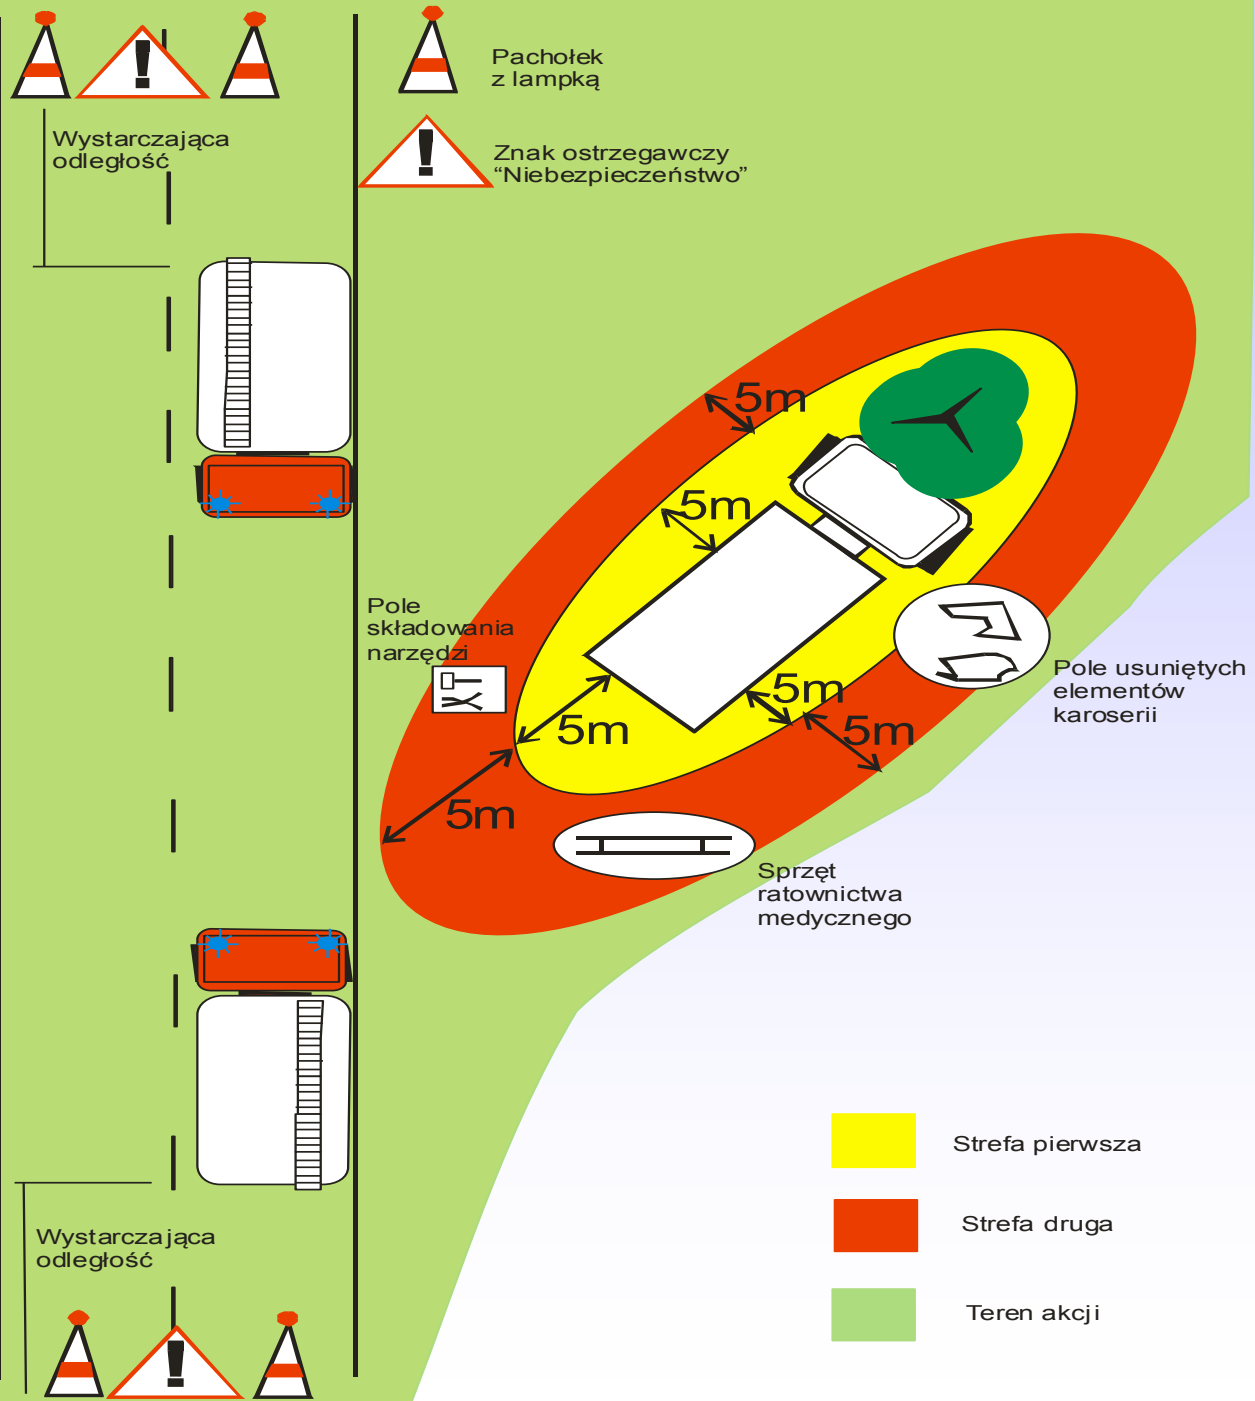 Pachołek
z lampką
Wystarczająca
odległość
Znak ostrzegawczy
“Niebezpieczeństwo”
5m
5m
Pole
składowania
narzędzi
Pole usuniętych
elementów
karoserii
5m
5m
5m
5m
Sprzęt
ratownictwa
medycznego
Strefa pierwsza
Strefa druga
Wystarczająca
odległość
Teren akcji